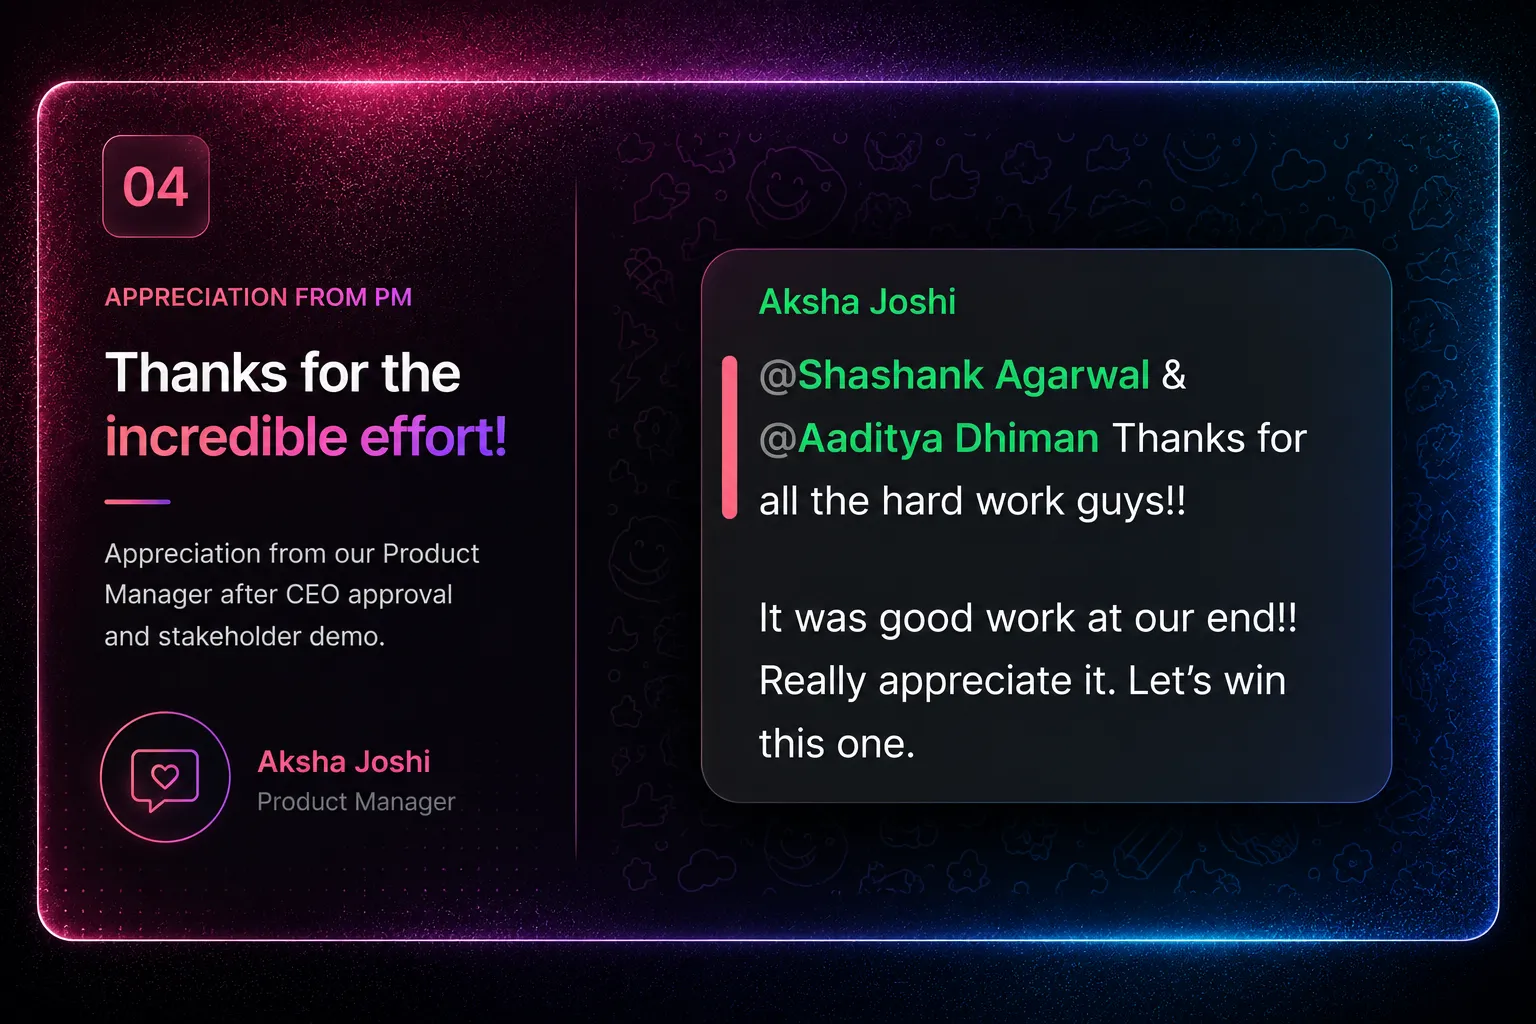 04
APPRECIATION FROM PM
Thanks for the
incredible effort!
Appreciation from our Product
Manager after CEO approval
and stakeholder demo.
Aksha Joshi
Product Manager
Aksha Joshi
@Shashank Agarwal &
@Aaditya Dhiman Thanks for
all the hard work guys!!
It was good work at our end!!
Really appreciate it. Let’s win
this one.